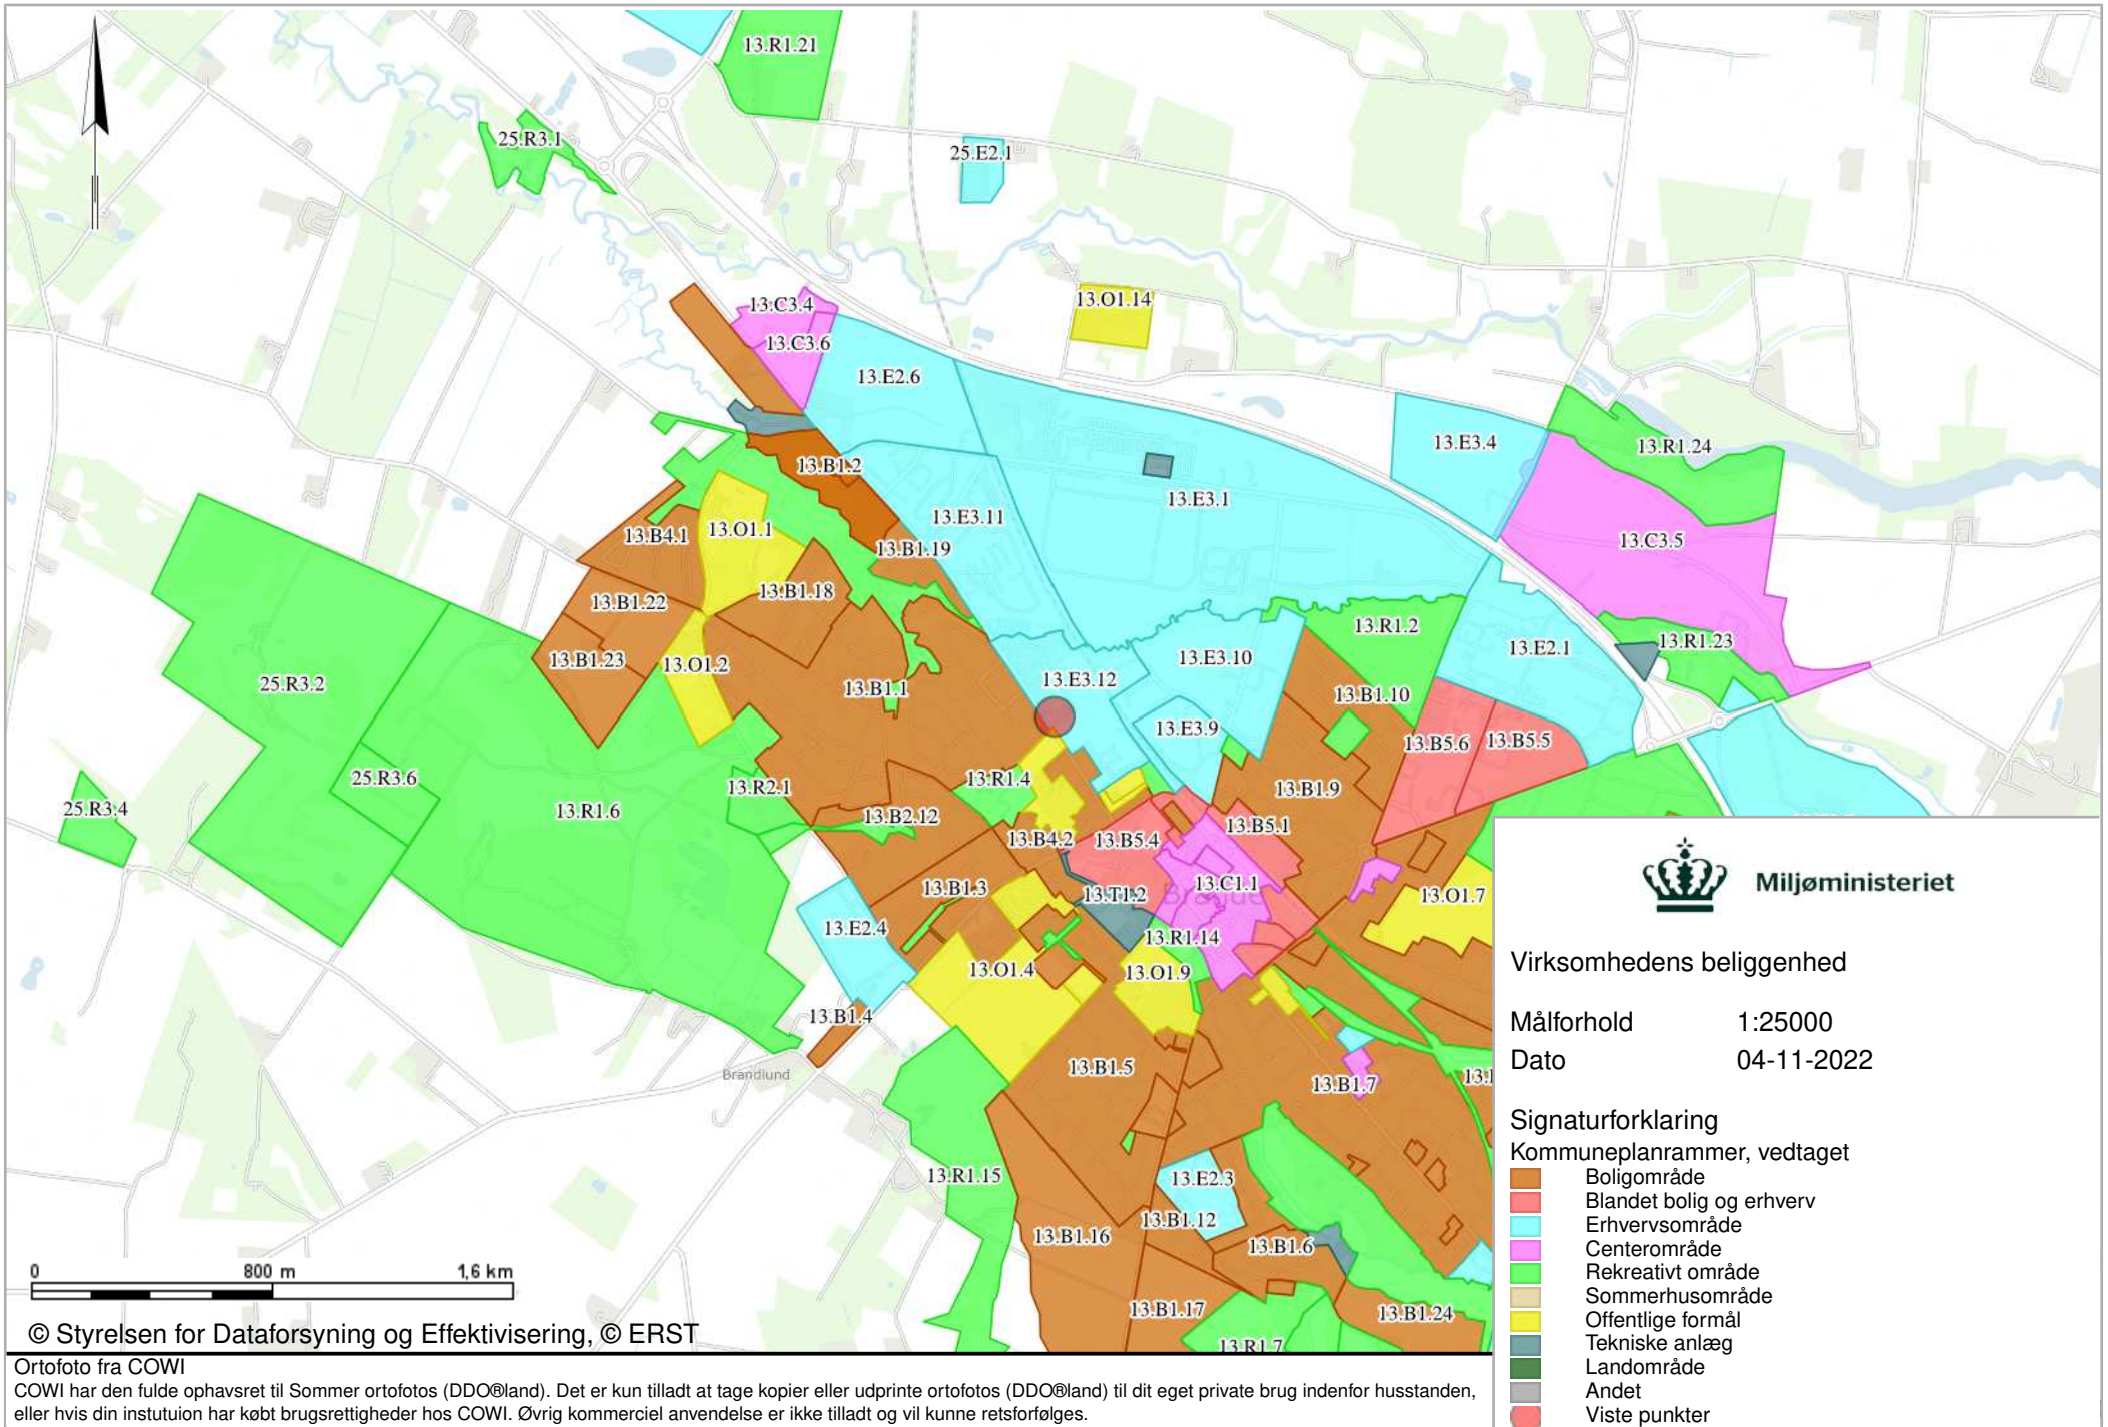 13.R1.21
25.R3.1
25.E2.1
13.O1.14
13.C3.4
13.C3.6
13.E2.6
13.E3.4
13.R1.24
13.B1.2
13.E3.1
13.E3.11
13.B4.1
13.O1.1
13.C3.5
13.B1.19
13.B1.18
13.B1.22
13.R1.2
13.R1.23
13.E2.1
13.E3.10
13.B1.23
13.O1.2
25.R3.2
13.B1.1
13.E3.12
13.B1.10
13.E3.9
13.B5.6
13.B5.5
25.R3.6
13.R1.4
13.R2.1
13.B1.9
25.R3.4
13.R1.6
13.B2.12
13.B4.2
13.B5.4
13.B5.1
13.B1.3
13.C1.1
13.T1.2
13.O1.7
13.E2.4
13.R1.14
13.O1.4
13.O1.9
13.B1.4
13.B1.5
Brandlund
13.B1.7
13.R1.15
13.E2.3
13.B1.12
13.B1.16
13.B1.6
13.B1.17
13.B1.24
13.R1.7
0 800 m 1,6 km
© Styrelsen for Dataforsyning og Effektivisering, © ERST
Ortofoto fra COWI
COWI har den fulde ophavsret til Sommer ortofotos (DDO®land). Det er kun tilladt at tage kopier eller udprinte ortofotos (DDO®land) til dit eget private brug indenfor husstanden,
eller hvis din instutuion har købt brugsrettigheder hos COWI. Øvrig kommerciel anvendelse er ikke tilladt og vil kunne retsforfølges.
Miljøministeriet
Virksomhedens beliggenhed
Målforhold 1:25000
Dato 04-11-2022
Signaturforklaring
Kommuneplanrammer, vedtaget
Boligområde
Blandet bolig og erhverv
Erhvervsområde
Centerområde
Rekreativt område
Sommerhusområde
Offentlige formål
Tekniske anlæg
Landområde
Andet
Viste punkter